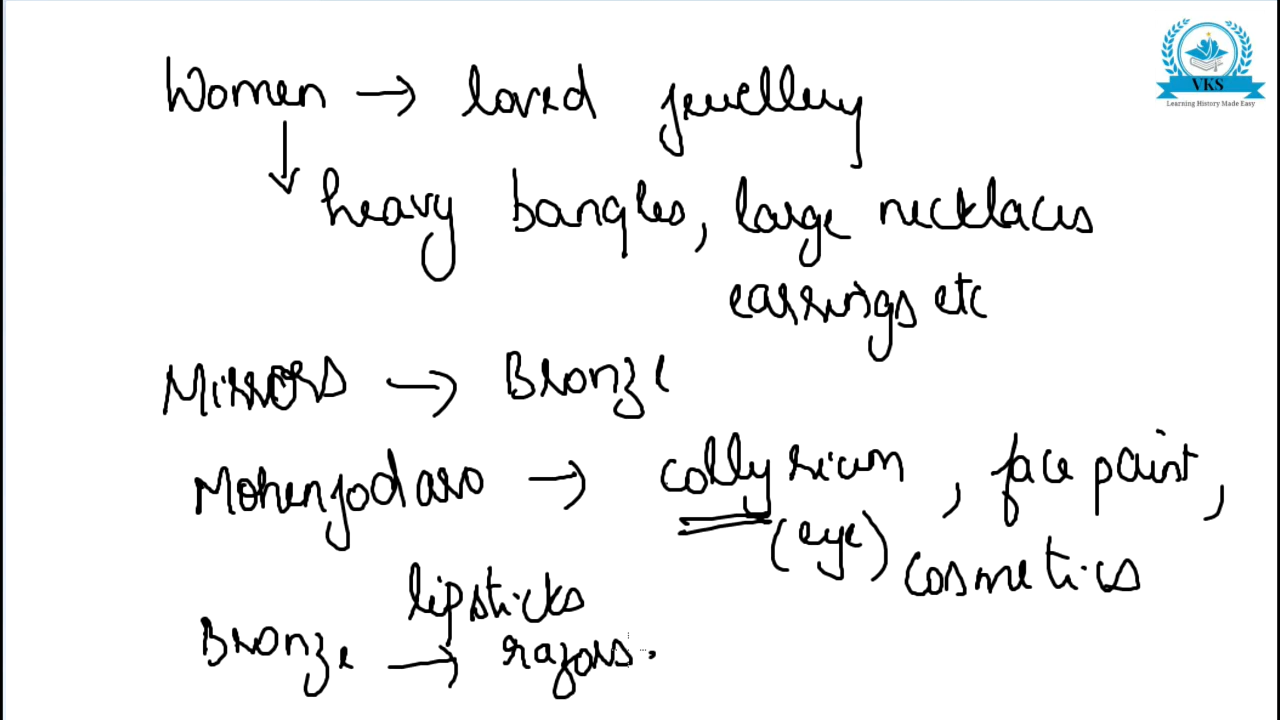 VKS
Learning History Made Easy
Women → loved jewellery
heavy bangles, large necklaces
earrings etc
Mirrors → Bronze
Mohenjodaro → collyrium, face paint,
(eye) cosmetics
lipsticks
Bronze → razors.